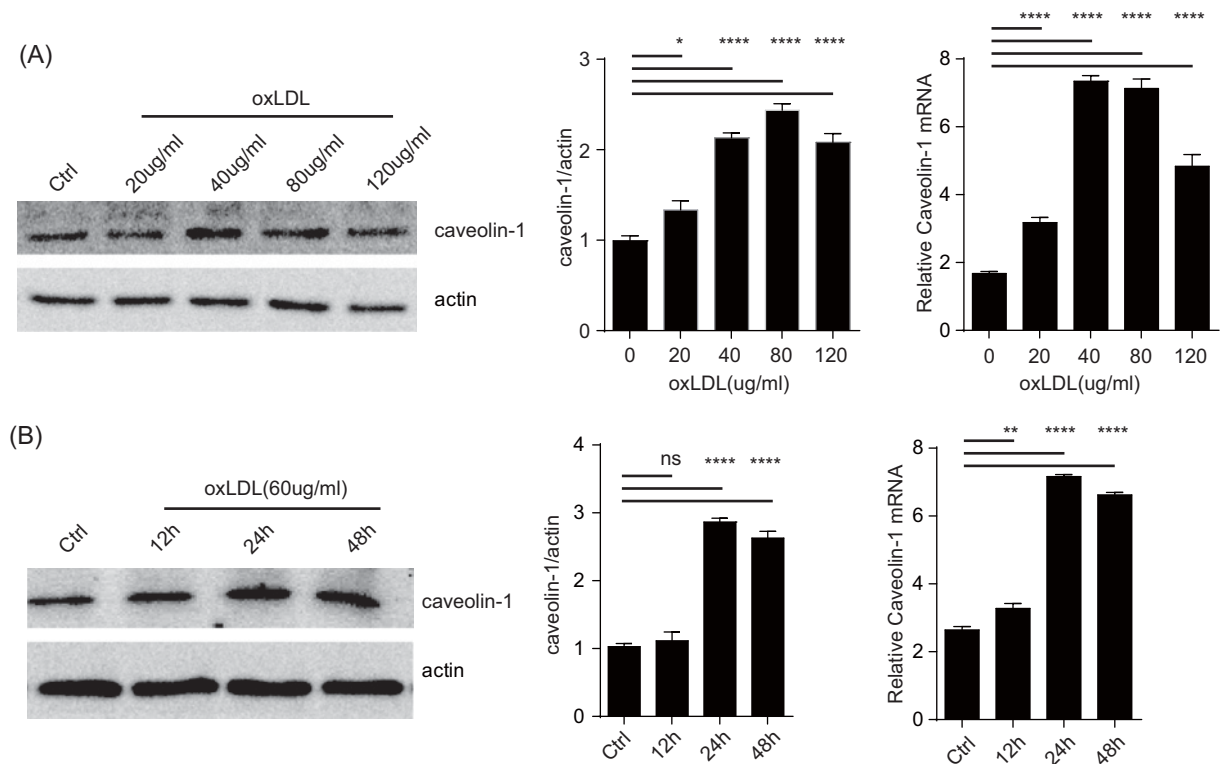 (A)
oxLDL
Ctrl 20ug/ml 40ug/ml 80ug/ml 120ug/ml
caveolin-1
actin
* **** **** ****
3
2
1
0
caveolin-1/actin
0 20 40 80 120
oxLDL(ug/ml)
**** **** **** ****
8
6
4
2
0
Relative Caveolin-1 mRNA
0 20 40 80 120
oxLDL(ug/ml)
(B)
oxLDL(60ug/ml)
Ctrl 12h 24h 48h
caveolin-1
actin
ns **** ****
4
3
2
1
0
caveolin-1/actin
Ctrl 12h 24h 48h
** **** ****
8
6
4
2
0
Relative Caveolin-1 mRNA
Ctrl 12h 24h 48h